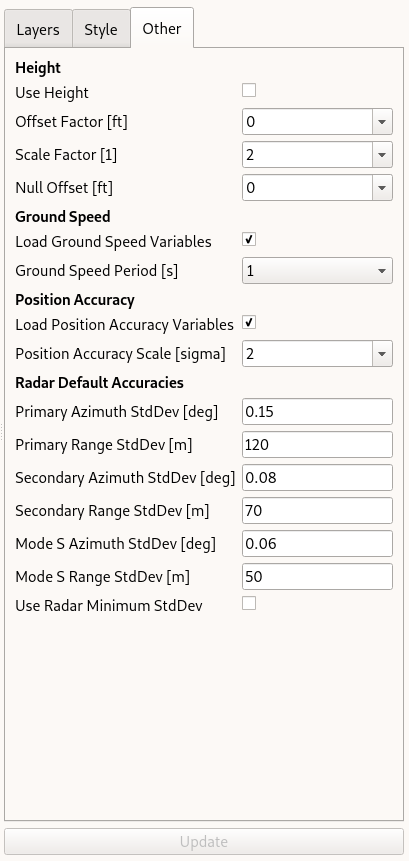 Layers Style Other
Height
Use Height
Offset Factor [ft] 0
Scale Factor [1] 2
Null Offset [ft] 0
Ground Speed
Load Ground Speed Variables
Ground Speed Period [s] 1
Position Accuracy
Load Position Accuracy Variables
Position Accuracy Scale [sigma] 2
Radar Default Accuracies
Primary Azimuth StdDev [deg] 0.15
Primary Range StdDev [m] 120
Secondary Azimuth StdDev [deg] 0.08
Secondary Range StdDev [m] 70
Mode S Azimuth StdDev [deg] 0.06
Mode S Range StdDev [m] 50
Use Radar Minimum StdDev
Update